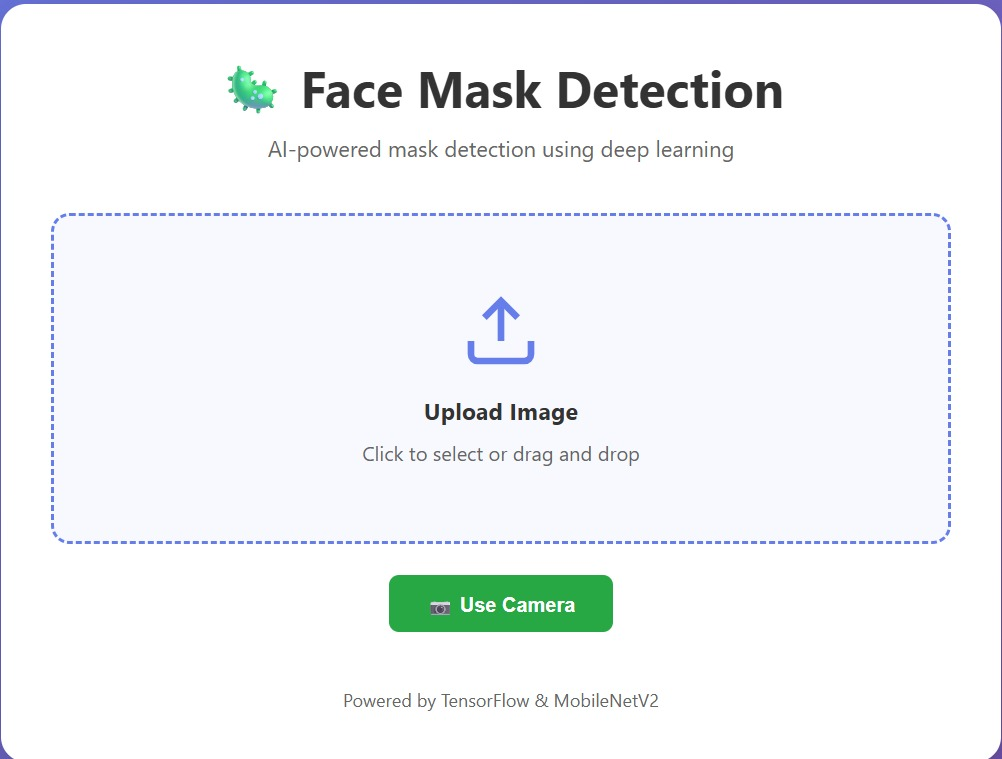 Face Mask Detection
AI-powered mask detection using deep learning
Upload Image
Click to select or drag and drop
Use Camera
Powered by TensorFlow & MobileNetV2